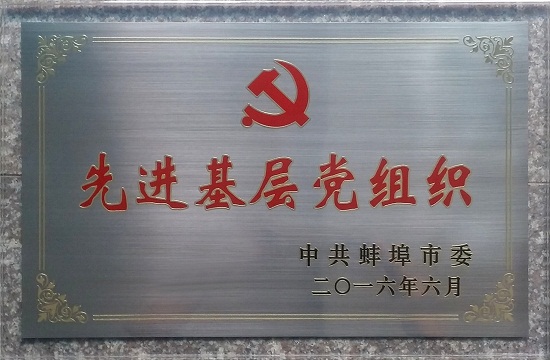 先进基层党组织
中共蚌埠市委
二〇一六年六月